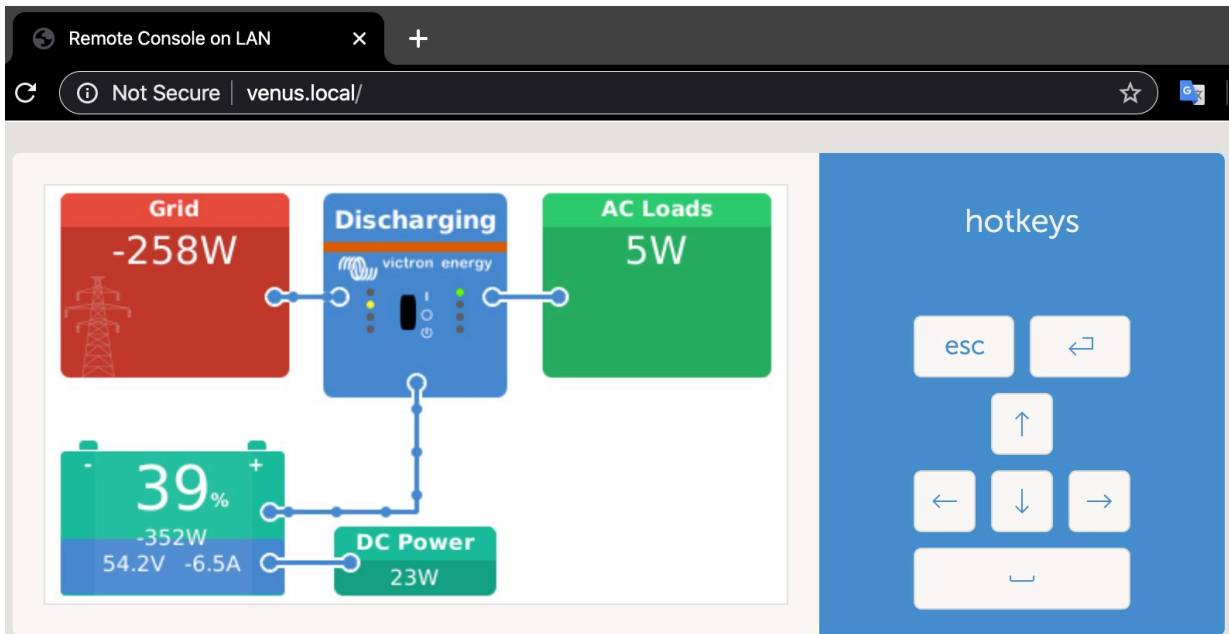 Remote Console on LAN
Not Secure venus.local/
Grid
-258W
Discharging
victron energy
AC Loads
5W
- +
39%
-352W
54.2V -6.5A
DC Power
23W
hotkeys
esc